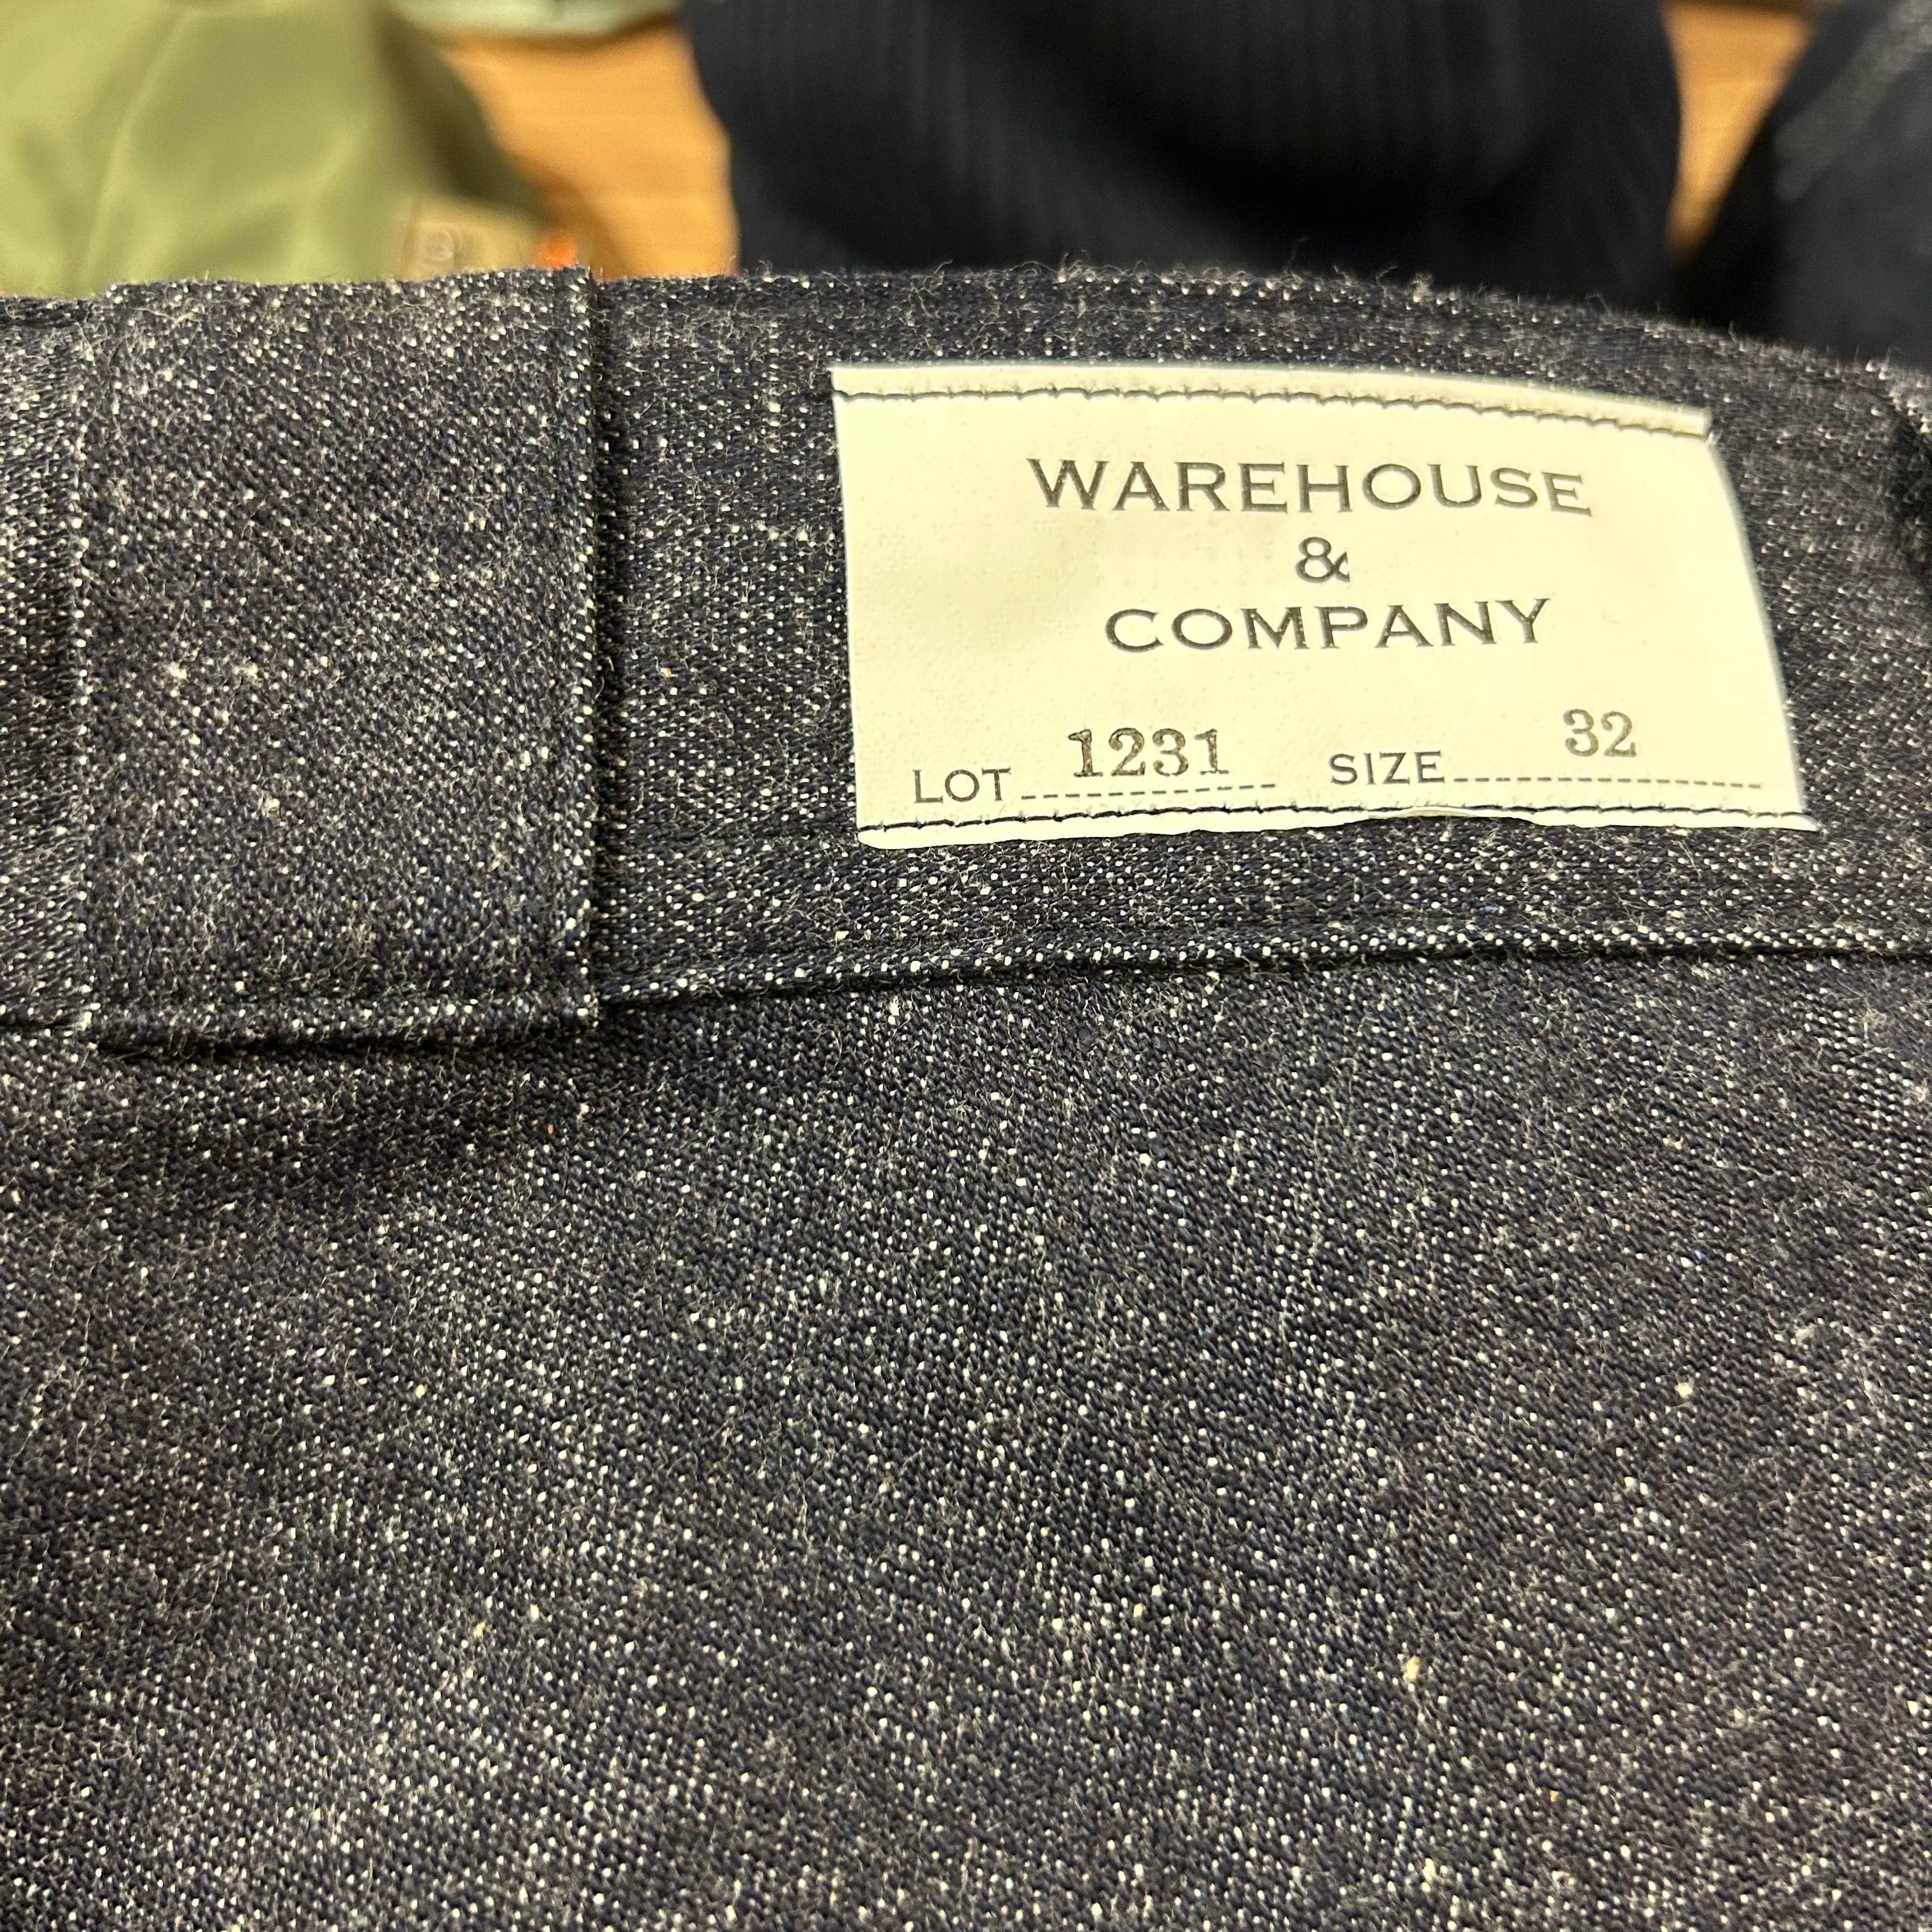 WAREHOUSE
&
COMPANY
LOT 1231 SIZE 32